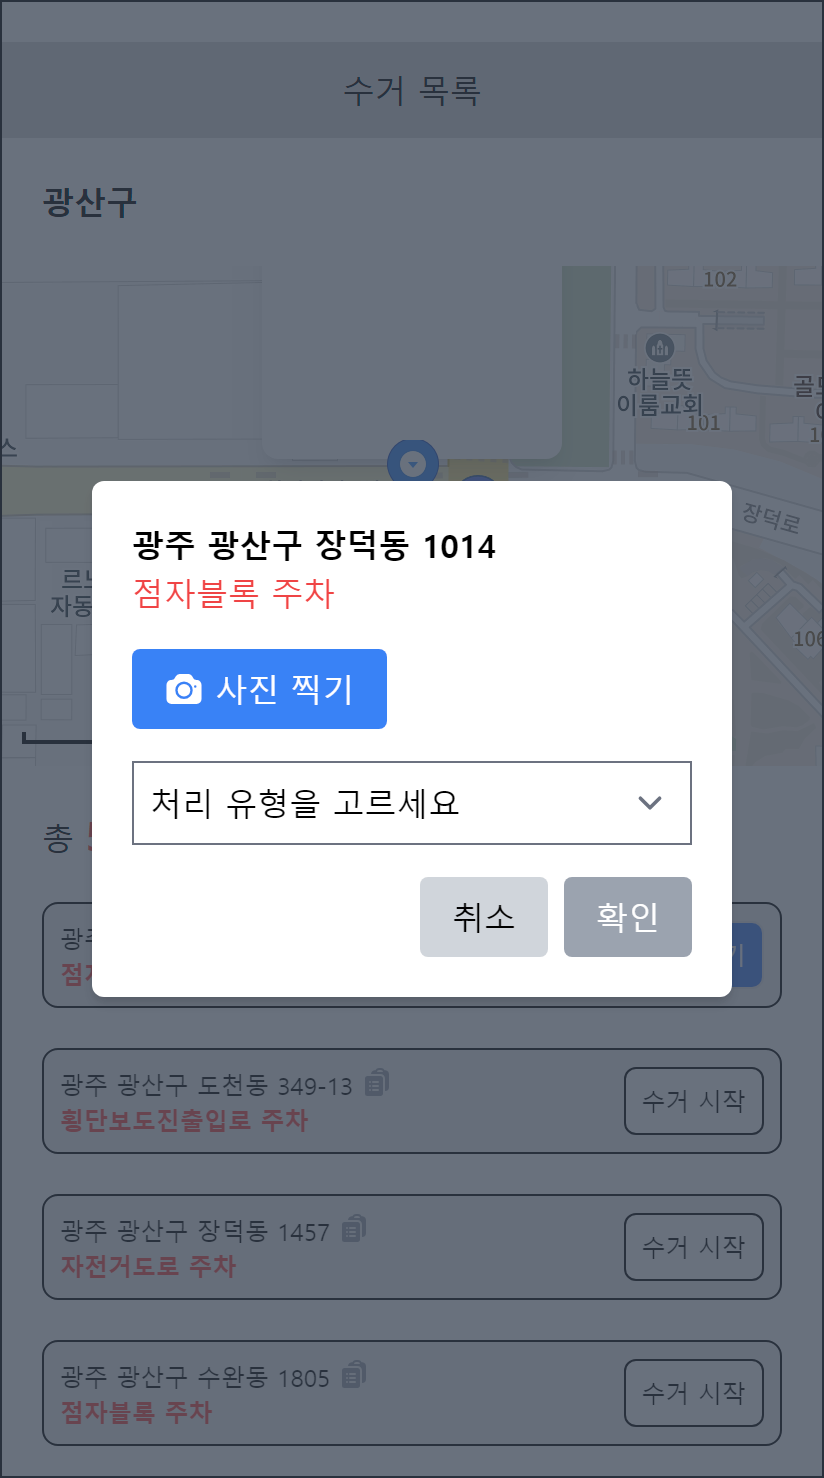 수거 목록
광산구
102
하늘뜻
이룸교회
101
장덕로
자동
106
광주 광산구 장덕동 1014
점자블록 주차
사진 찍기
처리 유형을 고르세요
취소
확인
총
광주 광산구 도천동 349-13
횡단보도진출입로 주차
수거 시작
광주 광산구 장덕동 1457
자전거도로 주차
수거 시작
광주 광산구 수완동 1805
점자블록 주차
수거 시작